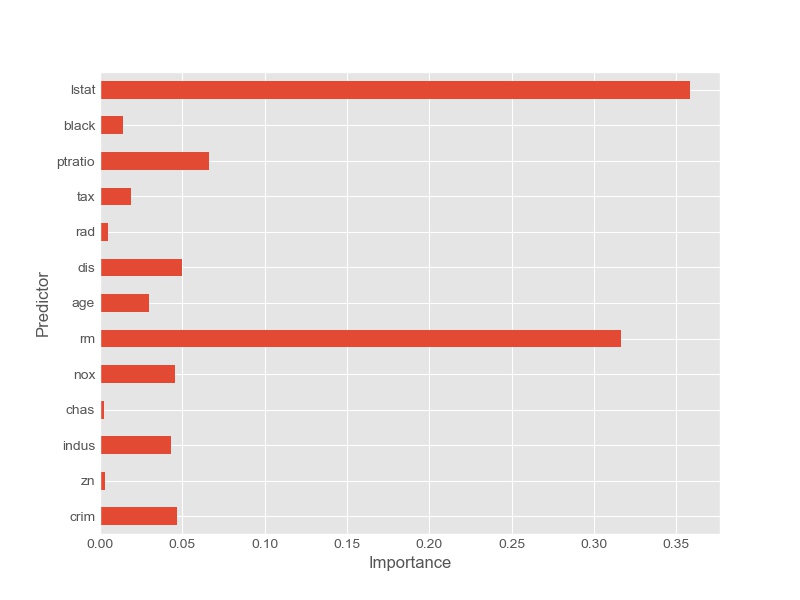 lstat
black
ptratio
tax
rad
dis
age
rm
nox
chas
indus
zn
crim
Predictor
0.00 0.05 0.10 0.15 0.20 0.25 0.30 0.35
Importance